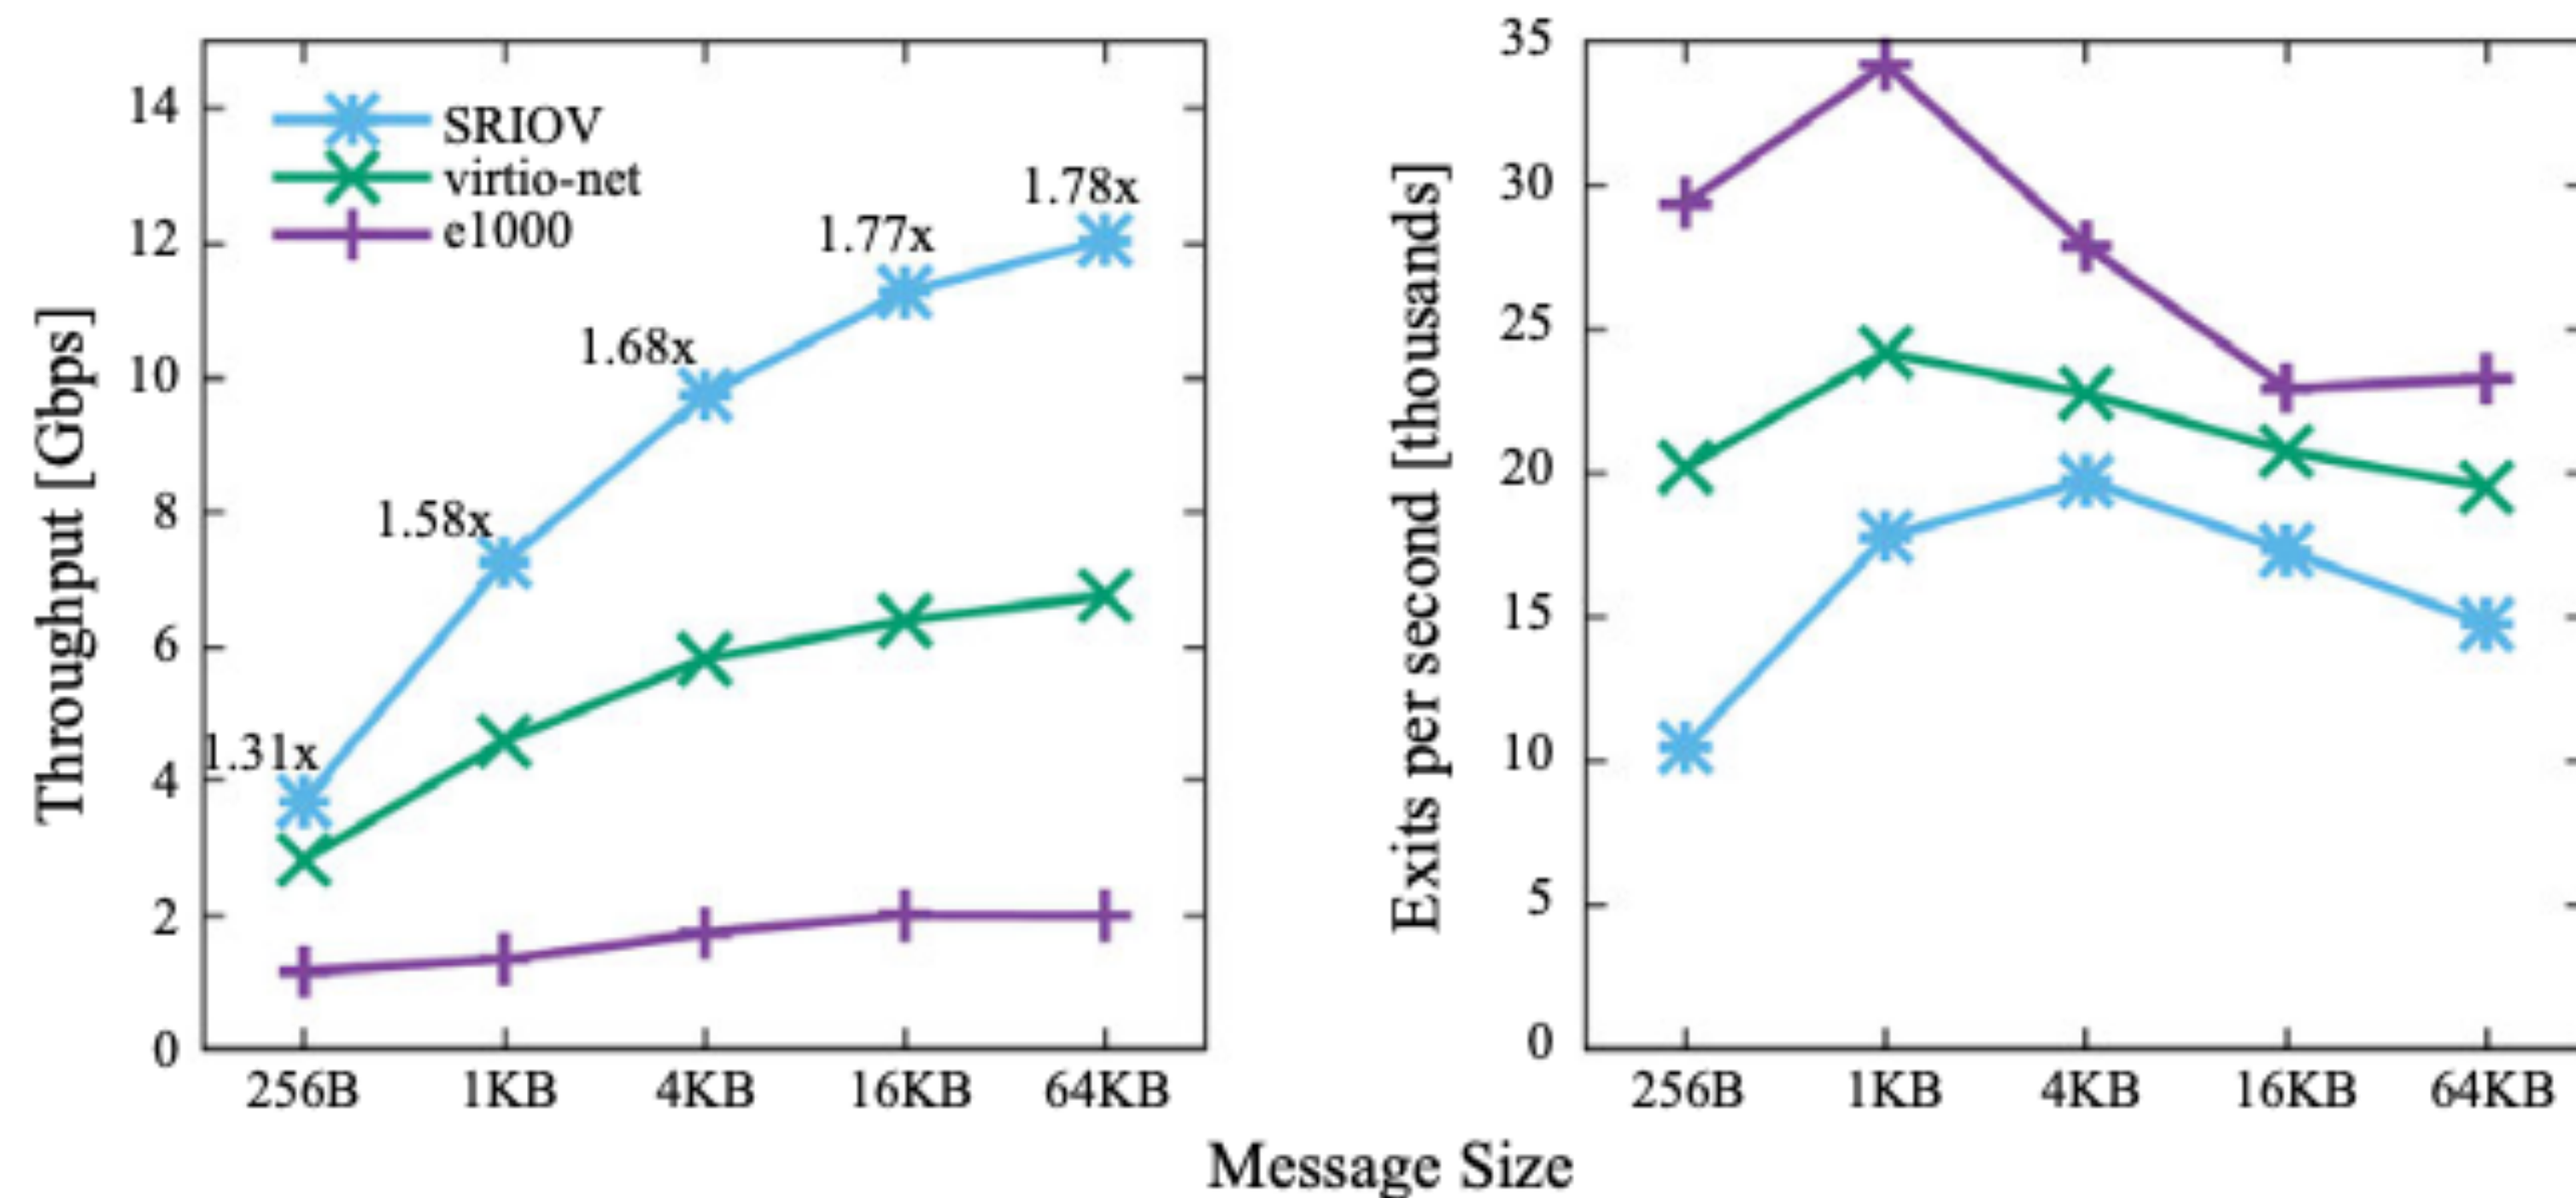 Throughput [Gbps]
14
12
10
8
6
4
2
0
SRIOV
virtio-net
e1000
1.31x
1.58x
1.68x
1.77x
1.78x
256B 1KB 4KB 16KB 64KB
Exits per second [thousands]
35
30
25
20
15
10
5
0
256B 1KB 4KB 16KB 64KB
Message Size